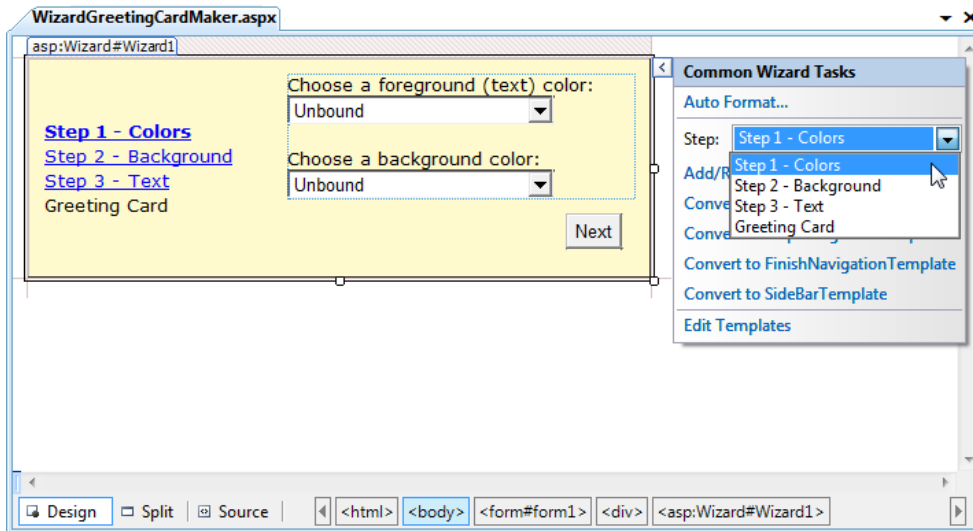 WizardGreetingCardMaker.aspx
asp:Wizard#Wizard1
Step 1 - Colors
Step 2 - Background
Step 3 - Text
Greeting Card
Choose a foreground (text) color:
Unbound
Choose a background color:
Unbound
Next
Common Wizard Tasks
Auto Format...
Step: Step 1 - Colors
Step 1 - Colors
Step 2 - Background
Step 3 - Text
Greeting Card
Add/R
Conve
Conve
Convert to FinishNavigationTemplate
Convert to SideBarTemplate
Edit Templates
Design Split Source <html> <body> <form#form1> <div> <asp:Wizard#Wizard1>